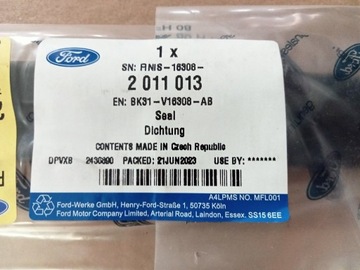 Ford
1 x
SN: FINIS-16308-
2 011 013
EN: BK31-V16308-AB
Seal
Dichtung
CONTENTS MADE IN Czech Republic
DPVXB 2436890 PACKED: 21JUN2023 USE BY: *******
A4LPMS NO. MFL001
Ford-Werke GmbH, Henry-Ford-Straße 1, 50735 Köln
Ford Motor Company Limited, Arterial Road, Laindon, Essex. SS15 6EE